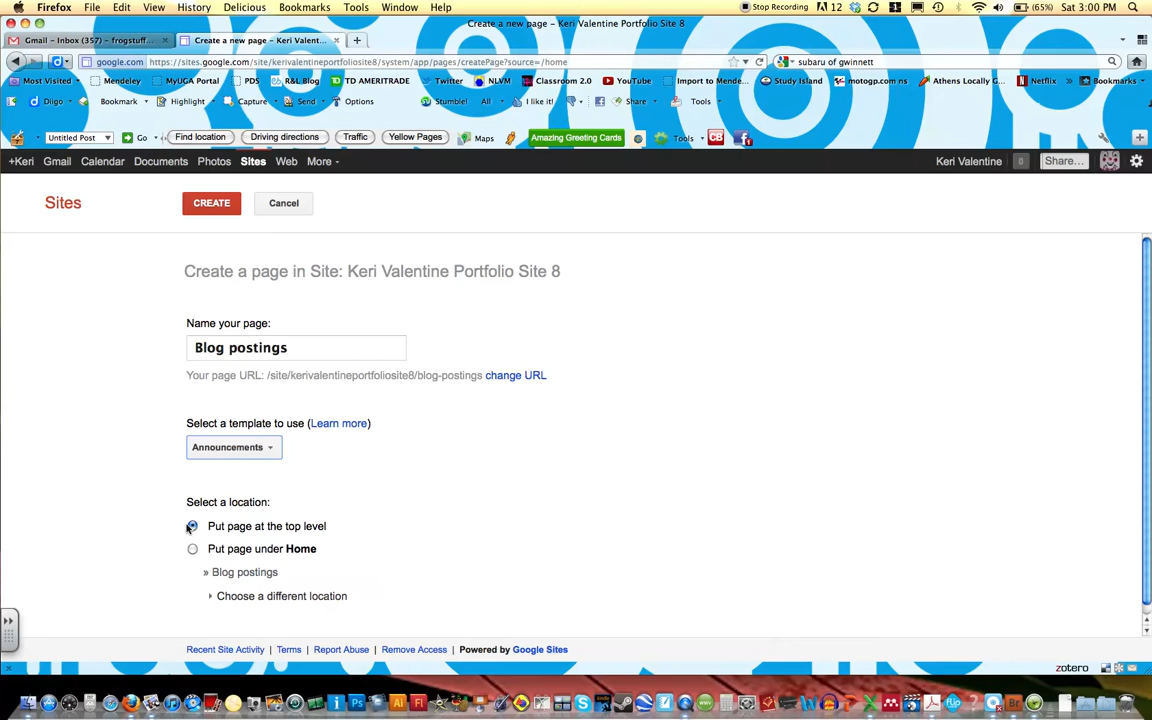 Firefox File Edit View History Delicious Bookmarks Tools Window Help Stop Recording 12 (65%) Sat 3:00 PM
Create a new page – Keri Valentine Portfolio Site 8
Gmail – Inbox (357) – frogstuff... Create a new page – Keri Valent...
google.com https://sites.google.com/site/kerivalentineportfoliosite8/system/app/pages/createPage?source=/home subaru of gwinnett
Most Visited Mendeley MyUGA Portal PDS R&L Blog TD AMERITRADE Twitter NLVM Classroom 2.0 YouTube Import to Mende... Study Island motogp.com ns Athens Locally G... Netflix » Bookmarks
Diigo Bookmark Highlight Capture Send Options Stumble! All I like it! Share Tools
Untitled Post Go Find location Driving directions Traffic Yellow Pages Maps Amazing Greeting Cards Tools CB
+Keri Gmail Calendar Documents Photos Sites Web More Keri Valentine 0 Share...
Sites CREATE Cancel
Create a page in Site: Keri Valentine Portfolio Site 8
Name your page:
Blog postings
Your page URL: /site/kerivalentineportfoliosite8/blog-postings change URL
Select a template to use (Learn more)
Announcements
Select a location:
Put page at the top level
Put page under Home
» Blog postings
Choose a different location
Recent Site Activity | Terms | Report Abuse | Remove Access | Powered by Google Sites
zotero